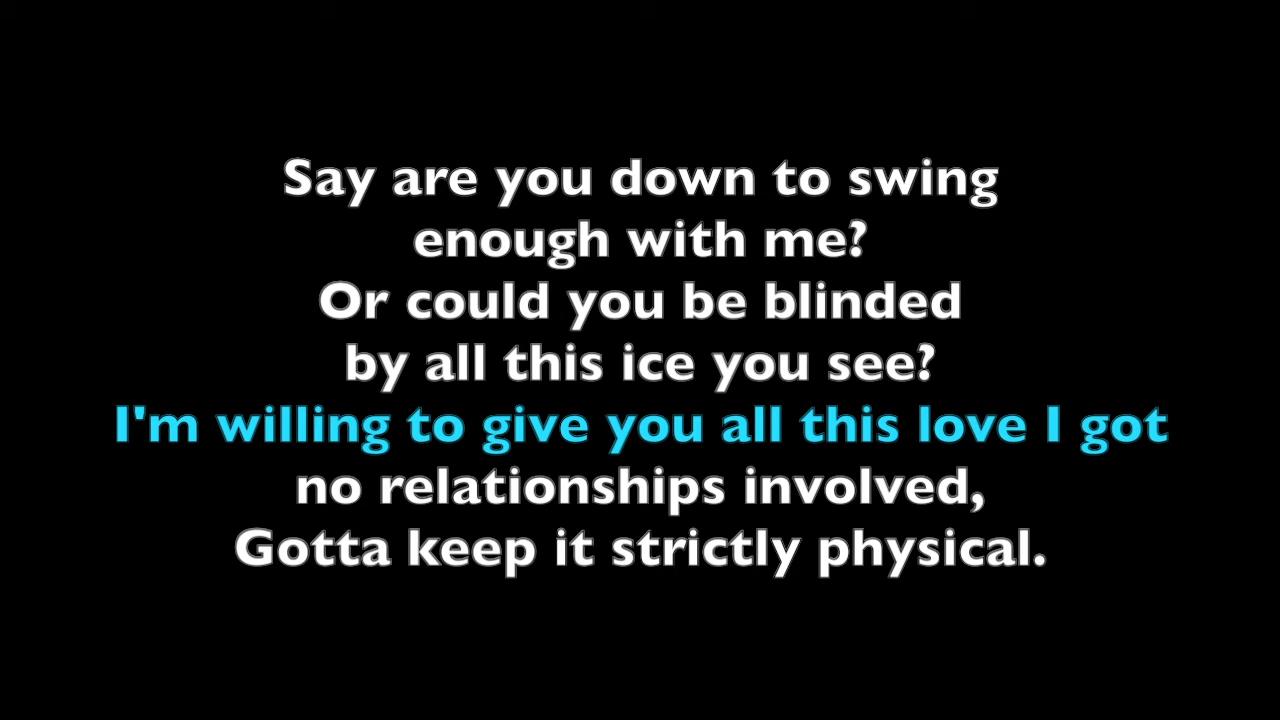 Say are you down to swing
enough with me?
Or could you be blinded
by all this ice you see?
I'm willing to give you all this love I got
no relationships involved,
Gotta keep it strictly physical.